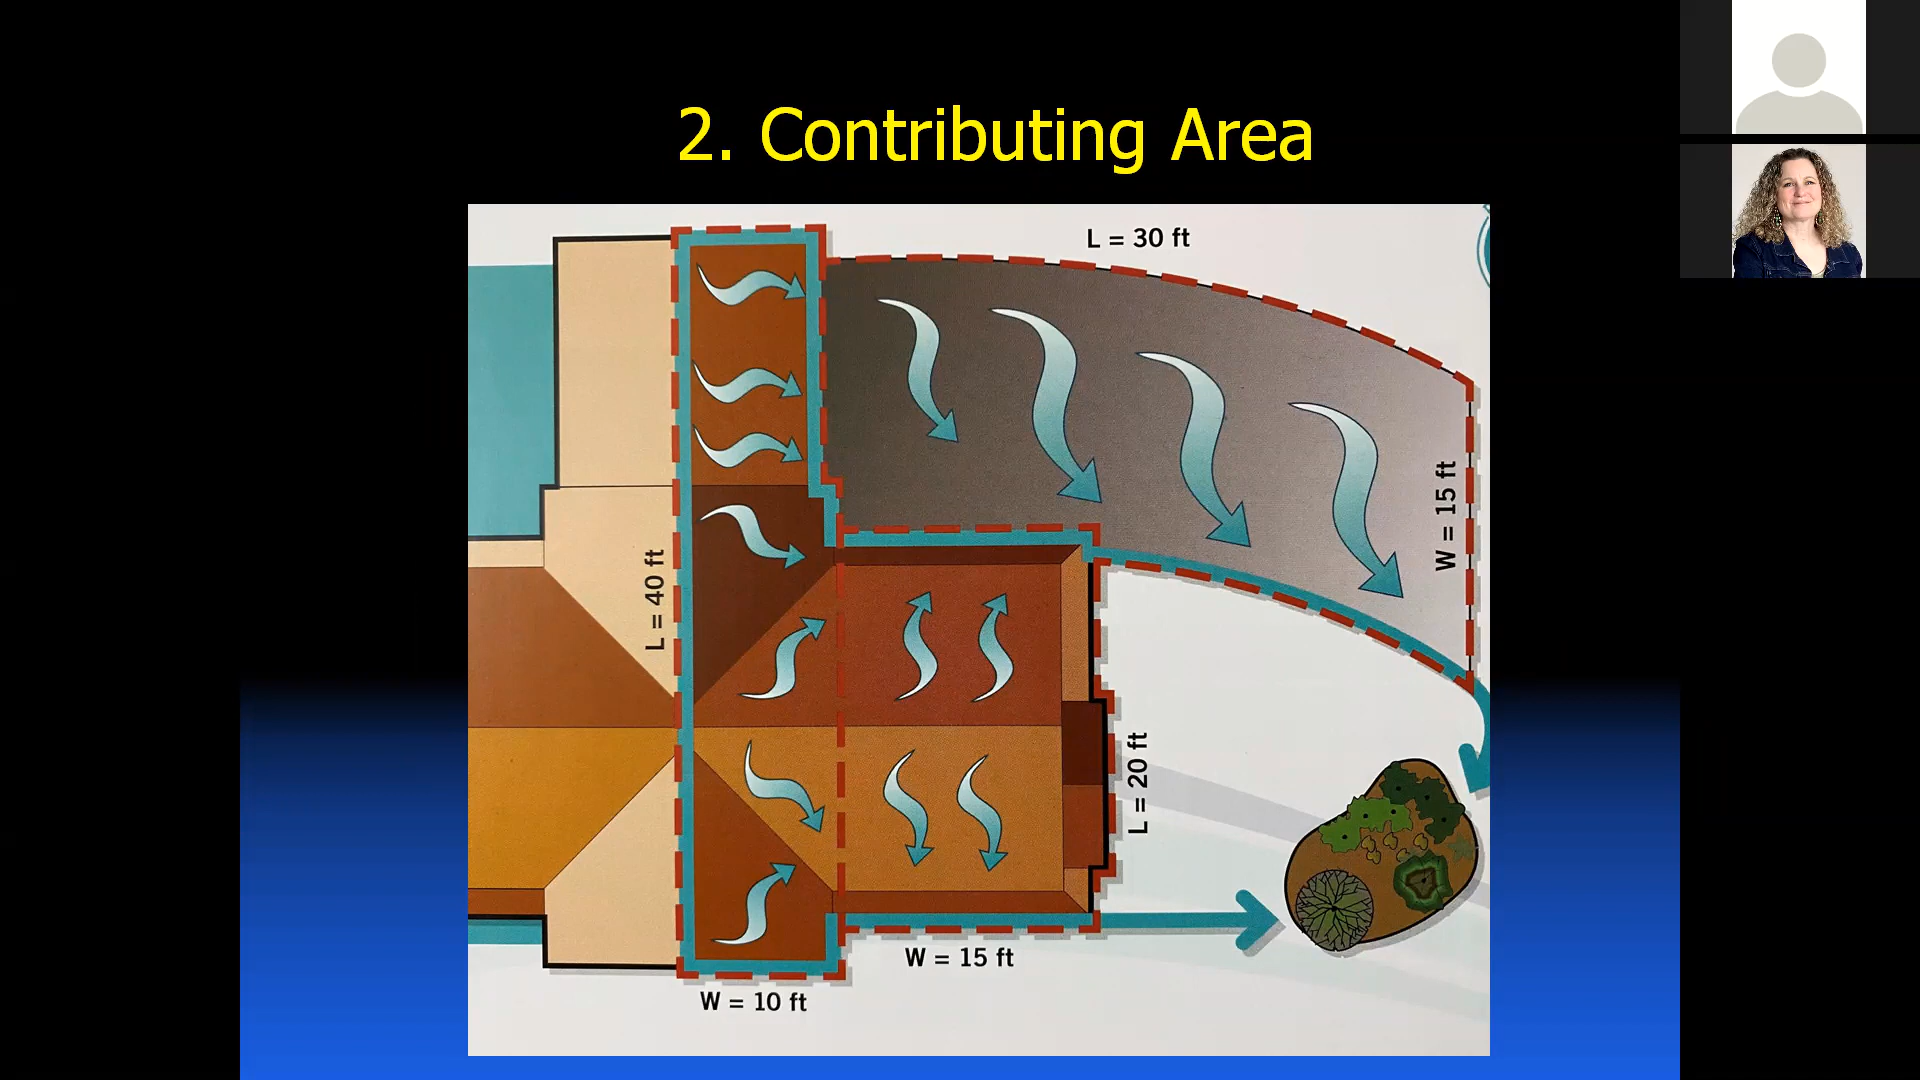 2. Contributing Area
L = 30 ft
W = 15 ft
L = 40 ft
L = 20 ft
W = 15 ft
W = 10 ft